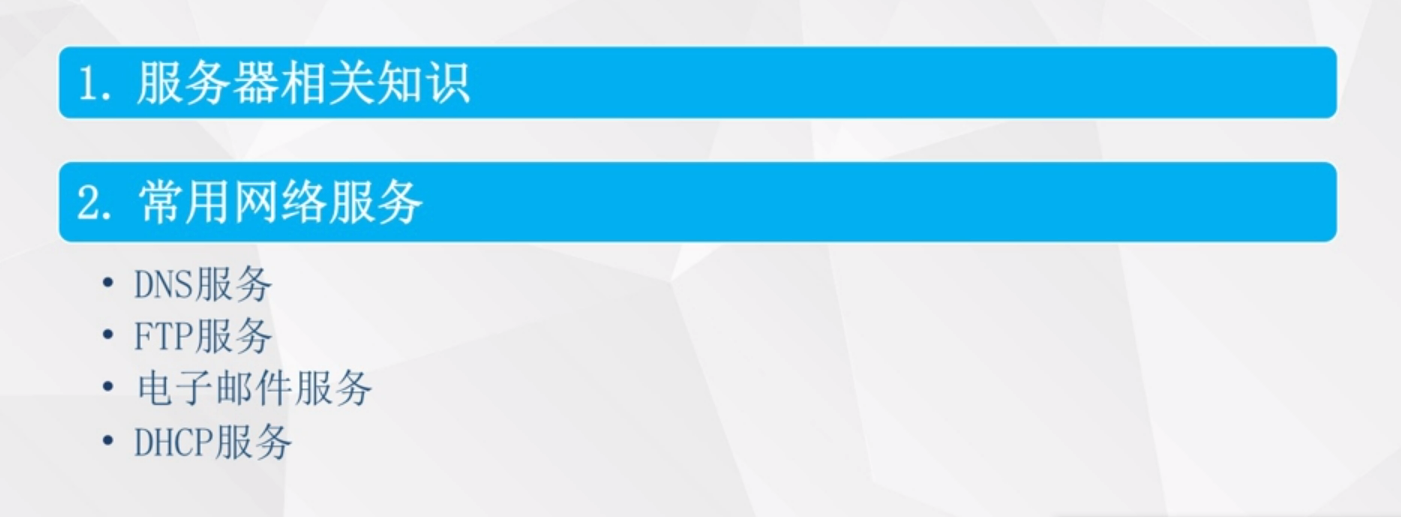 1. 服务器相关知识
2. 常用网络服务
• DNS服务
• FTP服务
• 电子邮件服务
• DHCP服务